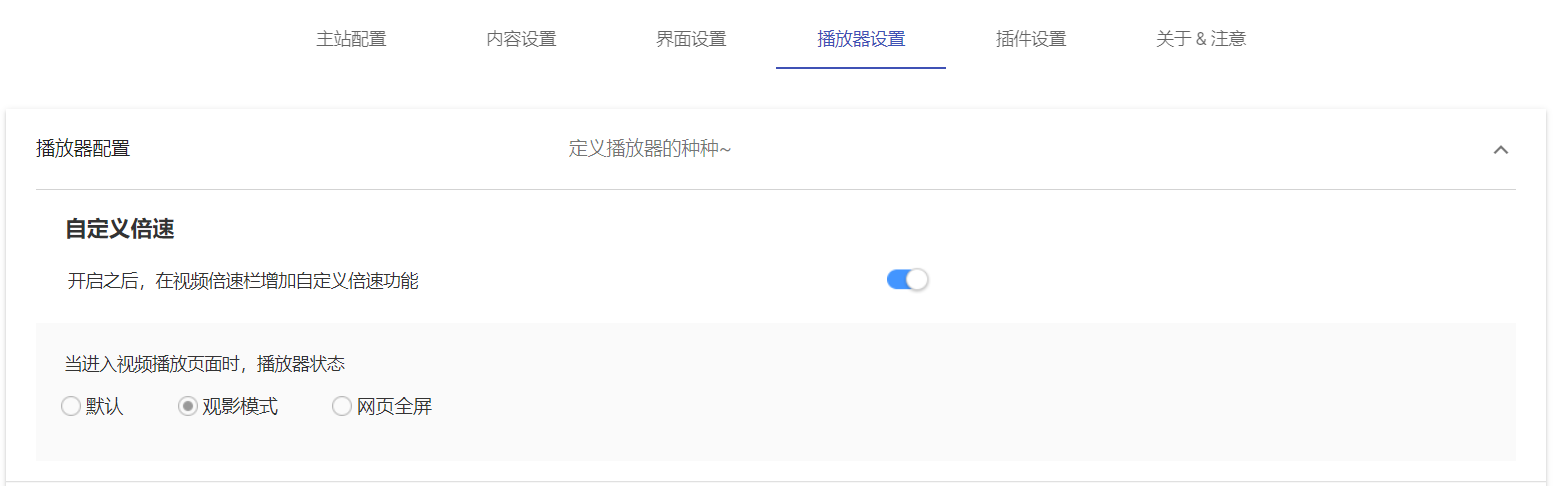 主站配置 内容设置 界面设置 播放器设置 插件设置 关于 & 注意
播放器配置 定义播放器的种种~
自定义倍速
开启之后，在视频倍速栏增加自定义倍速功能
当进入视频播放页面时，播放器状态
默认 观影模式 网页全屏